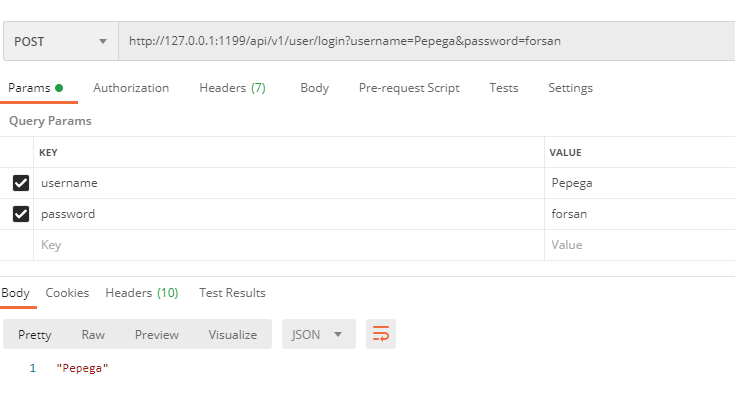 POST http://127.0.0.1:1199/api/v1/user/login?username=Pepega&password=forsan
Params Authorization Headers (7) Body Pre-request Script Tests Settings
Query Params
KEY VALUE
username Pepega
password forsan
Key Value
Body Cookies Headers (10) Test Results
Pretty Raw Preview Visualize JSON
1 "Pepega"